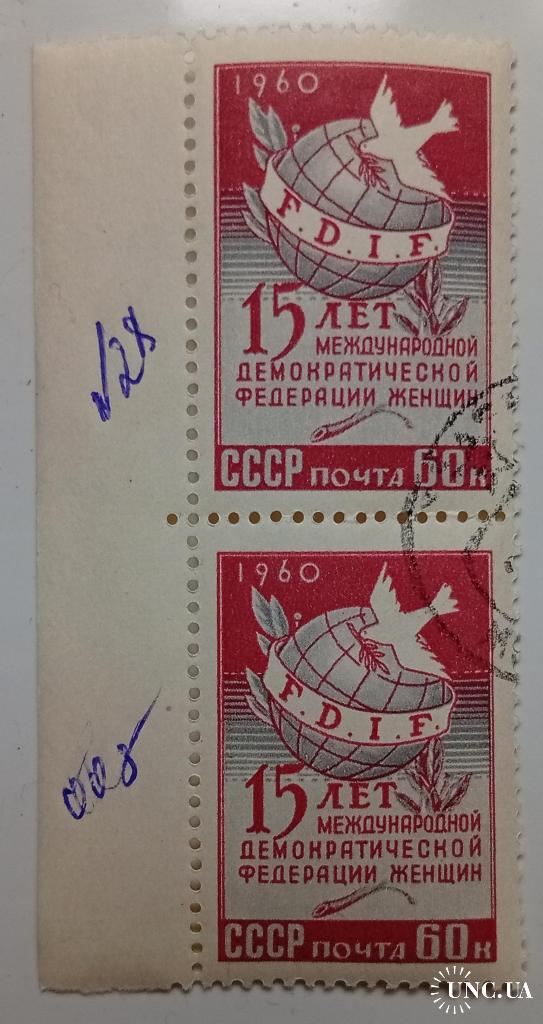 1960
F.D.I.F.
15 ЛЕТ
МЕЖДУНАРОДНОЙ
ДЕМОКРАТИЧЕСКОЙ
ФЕДЕРАЦИИ ЖЕНЩИН
СССР ПОЧТА 60К
1960
F.D.I.F.
15 ЛЕТ
МЕЖДУНАРОДНОЙ
ДЕМОКРАТИЧЕСКОЙ
ФЕДЕРАЦИИ ЖЕНЩИН
СССР ПОЧТА 60К
UNC.UA